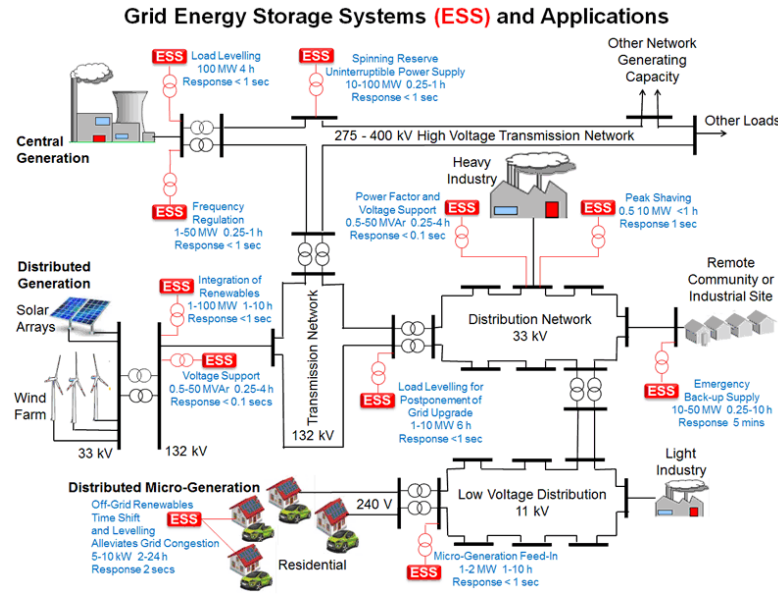 Grid Energy Storage Systems (ESS) and Applications
ESS
Load Levelling
100 MW 4 h
Response < 1 sec
ESS
Spinning Reserve
Uninterruptible Power Supply
10-100 MW 0.25-1 h
Response < 1 sec
Other Network
Generating
Capacity
Central
Generation
275 - 400 kV High Voltage Transmission Network
Other Loads
ESS
Frequency
Regulation
1-50 MW 0.25-1 h
Response < 1 sec
Heavy
Industry
Power Factor and
Voltage Support
0.5-50 MVAr 0.25-4 h
Response < 0.1 sec
ESS
ESS
Peak Shaving
0.5 10 MW <1 h
Response 1 sec
Distributed
Generation
Solar
Arrays
Wind
Farm
33 kV
132 kV
ESS
Integration of
Renewables
1-100 MW 1-10 h
Response <1 sec
ESS
Voltage Support
0.5-50 MVAr 0.25-4 h
Response < 0.1 secs
Transmission Network
132 kV
Distribution Network
33 kV
Remote
Community or
Industrial Site
ESS
Load Levelling for
Postponement of
Grid Upgrade
1-10 MW 6 h
Response <1 sec
ESS
Emergency
Back-up Supply
10-50 MW 0.25-10 h
Response 5 mins
Distributed Micro-Generation
Off-Grid Renewables
Time Shift
and Levelling
Alleviates Grid Congestion
5-10 kW 2-24 h
Response 2 secs
ESS
Residential
240 V
Low Voltage Distribution
11 kV
Light
Industry
ESS
Micro-Generation Feed-In
1-2 MW 1-10 h
Response < 1 sec